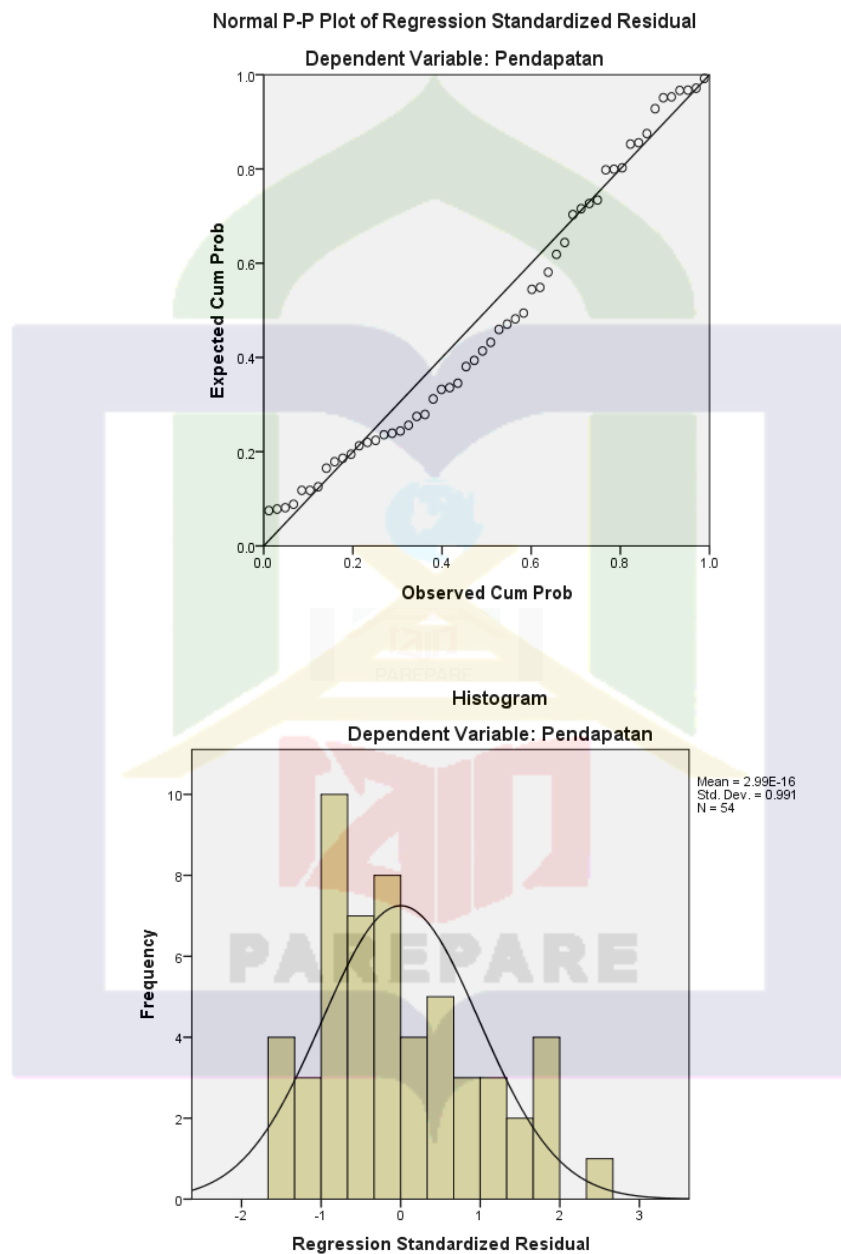 Normal P-P Plot of Regression Standardized Residual
Dependent Variable: Pendapatan
1.0
0.8
0.6
0.4
0.2
0.0
Expected Cum Prob
0.0 0.2 0.4 0.6 0.8 1.0
Observed Cum Prob
PAREPARE
Histogram
Dependent Variable: Pendapatan
Mean = 2.99E-16
Std. Dev. = 0.991
N = 54
10
8
6
4
2
0
Frequency
PAREPARE
-2 -1 0 1 2 3
Regression Standardized Residual